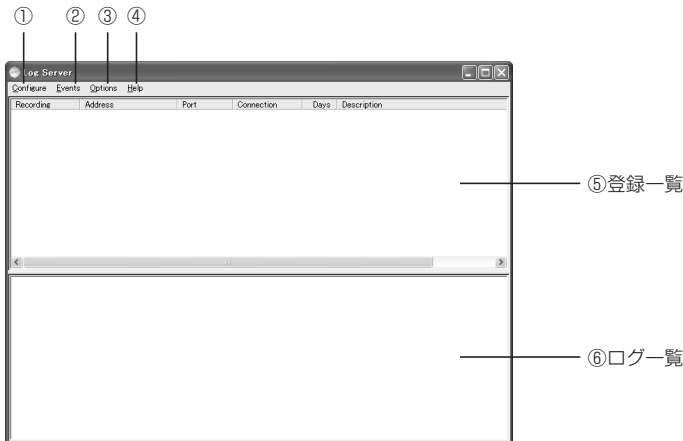 ① ② ③ ④
Log Server
Configure Events Options Help
Recording Address Port Connection Days Description
⑤登録一覧
⑥ログ一覧